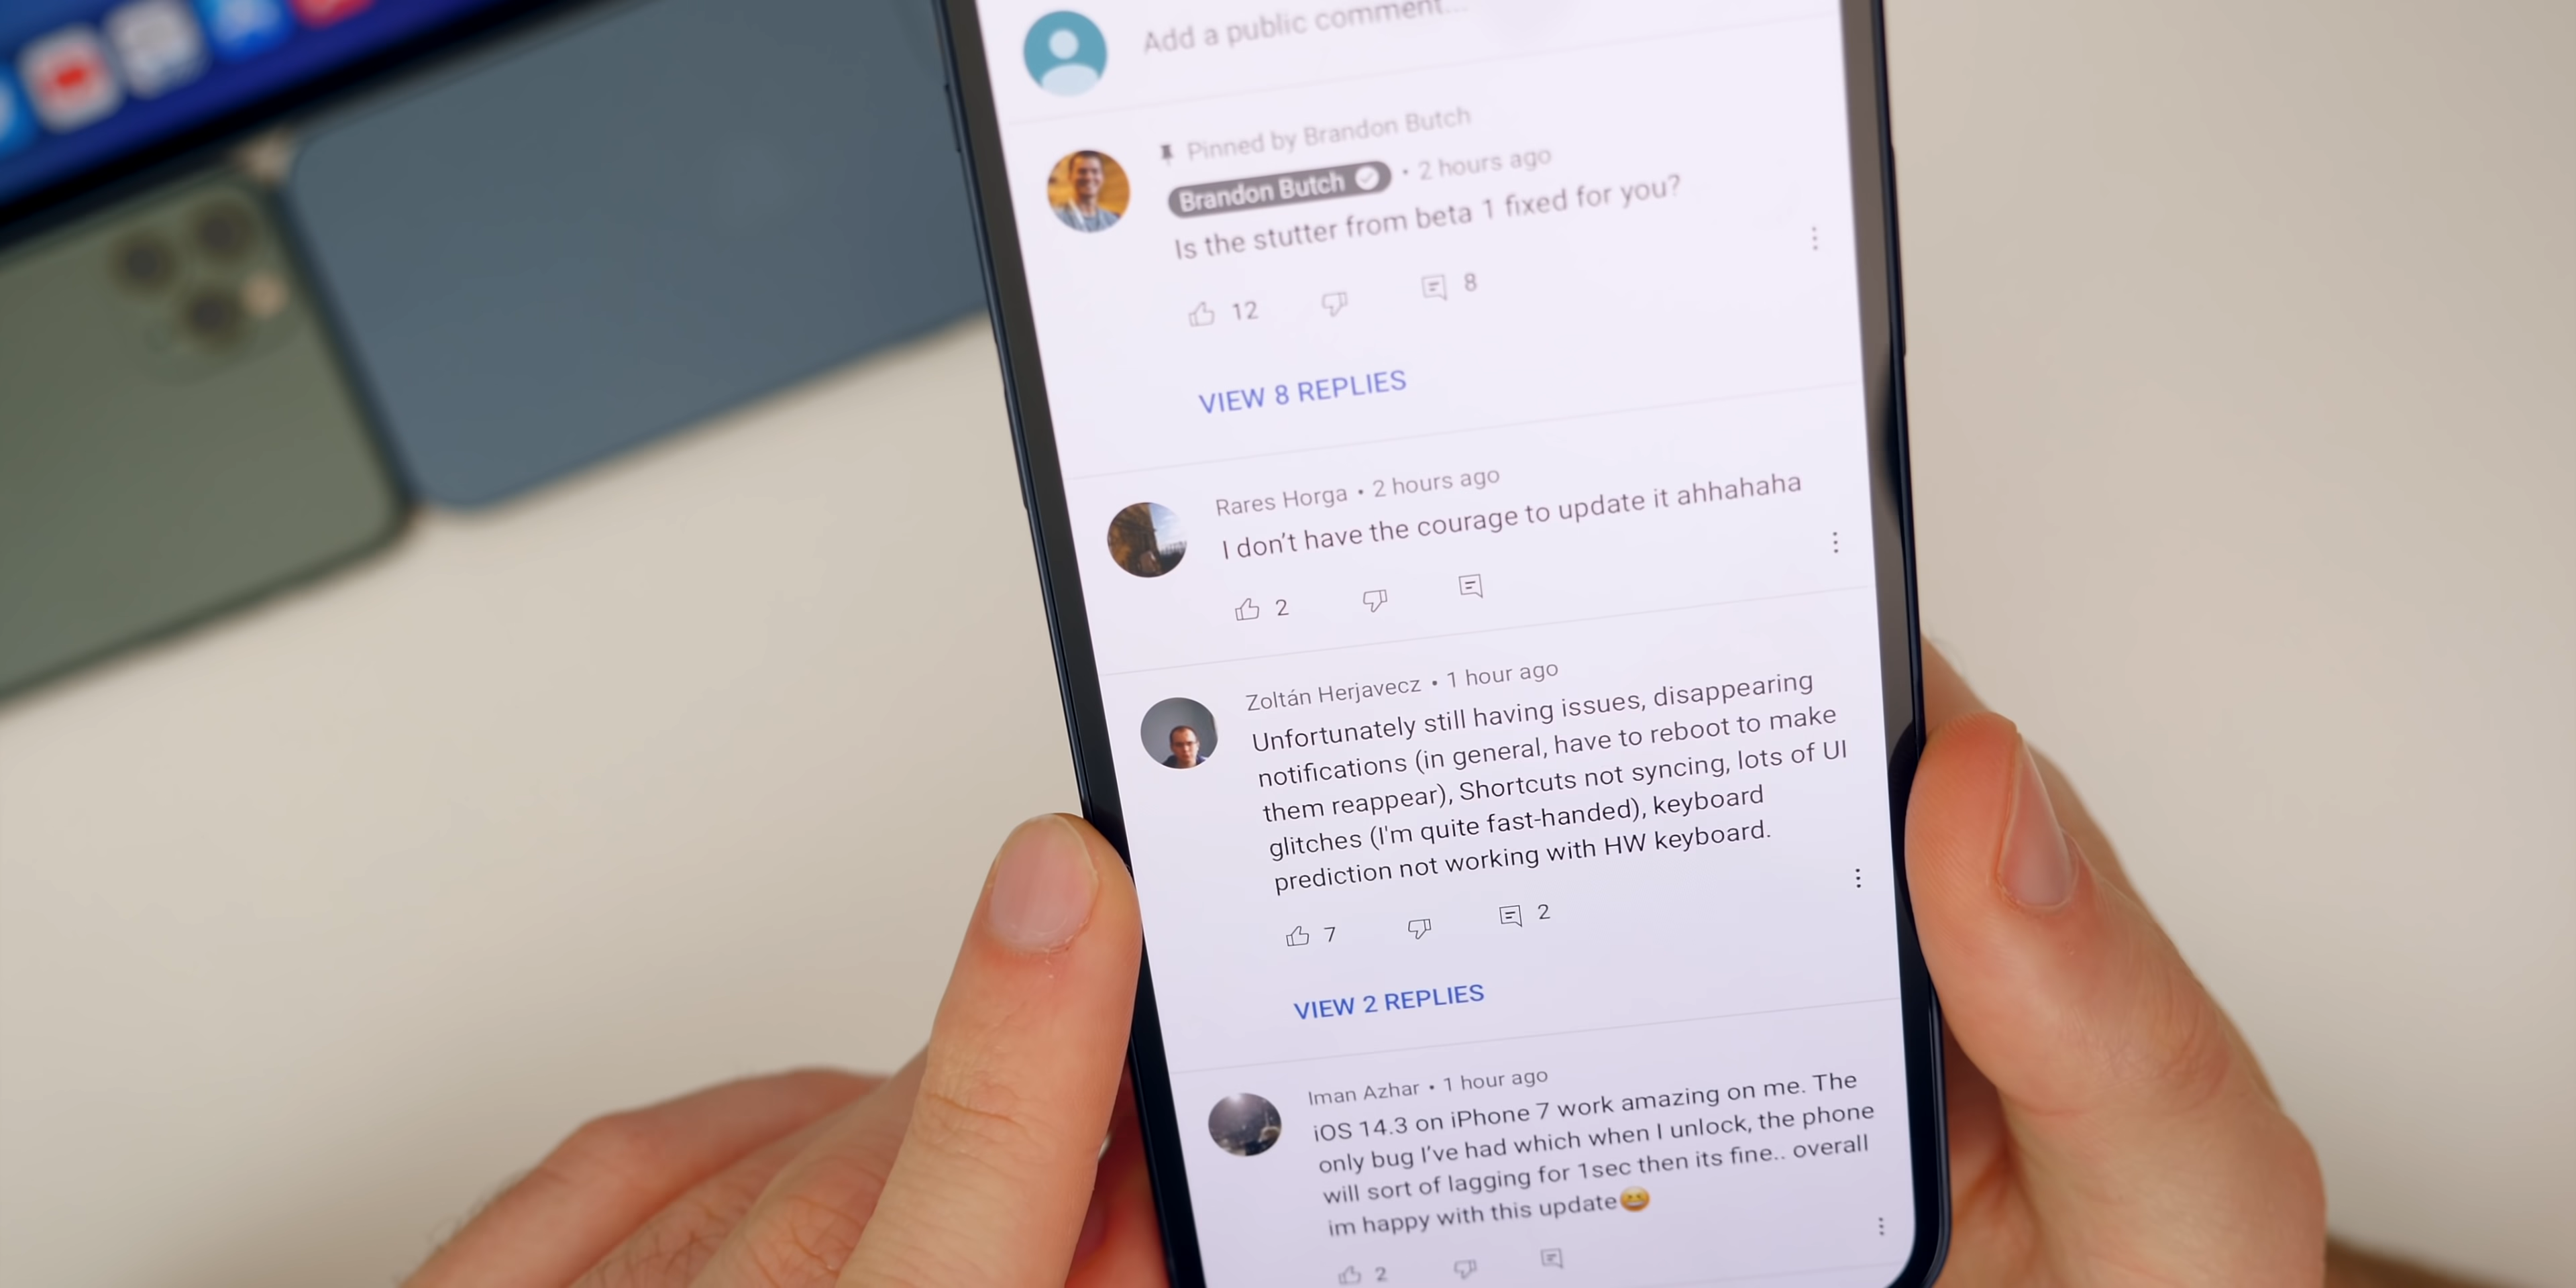 Add a public comment...
Pinned by Brandon Butch
Brandon Butch • 2 hours ago
Is the stutter from beta 1 fixed for you?
12 8
VIEW 8 REPLIES
Rares Horga • 2 hours ago
I don't have the courage to update it ahhahaha
2
Zoltán Herjavecz • 1 hour ago
Unfortunately still having issues, disappearing
notifications (in general, have to reboot to make
them reappear), Shortcuts not syncing, lots of UI
glitches (I'm quite fast-handed), keyboard
prediction not working with HW keyboard.
7 2
VIEW 2 REPLIES
Iman Azhar • 1 hour ago
iOS 14.3 on iPhone 7 work amazing on me. The
only bug I've had which when I unlock, the phone
will sort of lagging for 1sec then its fine.. overall
im happy with this update😆
2